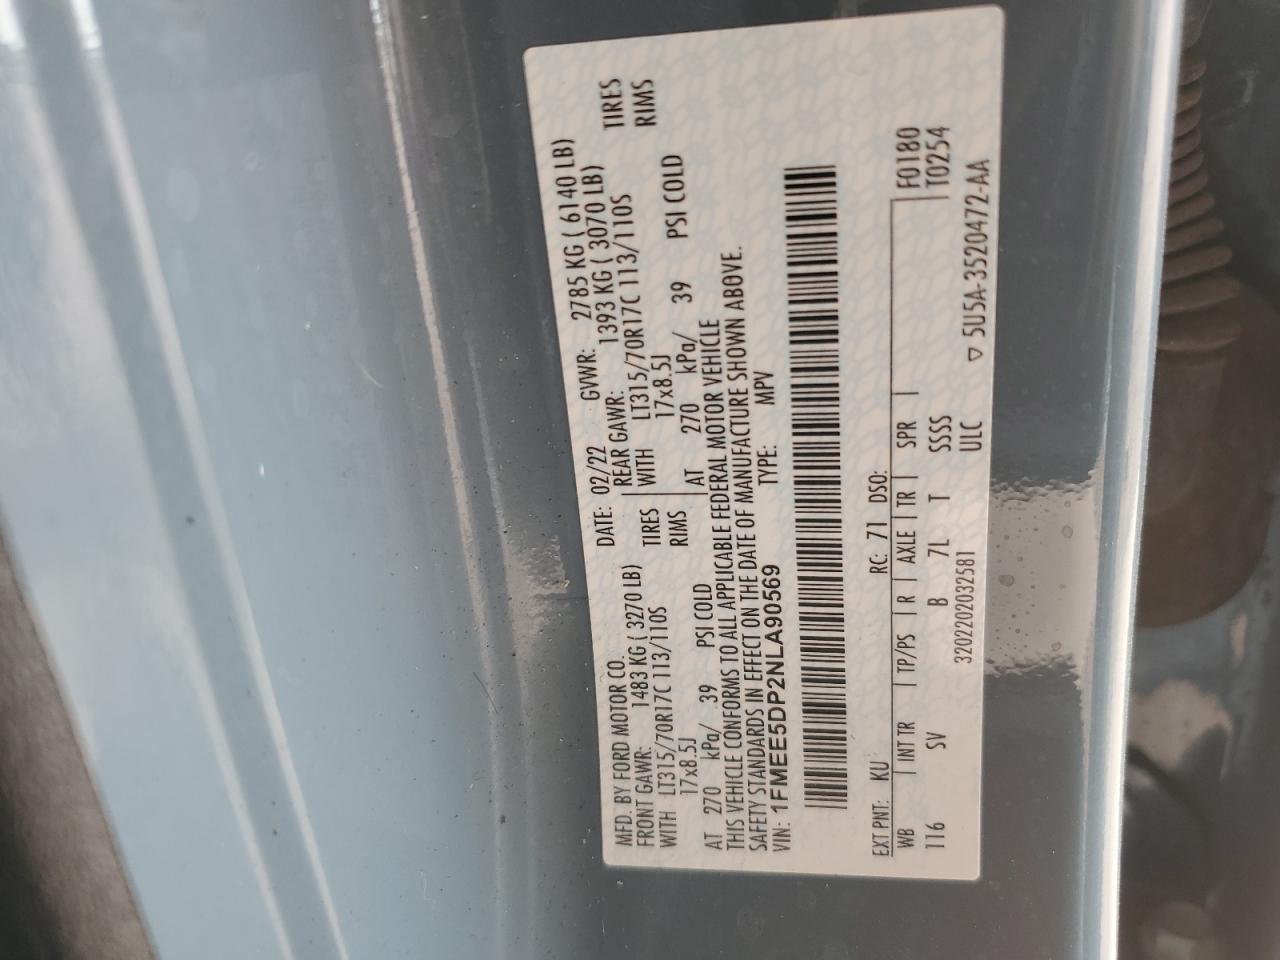 MFD. BY FORD MOTOR CO. DATE: 02/22 GVWR: 2785 KG ( 6140 LB)
FRONT GAWR: 1483 KG ( 3270 LB) REAR GAWR: 1393 KG ( 3070 LB)
WITH LT315/70R17C 113/110S TIRES WITH LT315/70R17C 113/110S TIRES
17x8.5J RIMS 17x8.5J RIMS
AT 270 kPa/ 39 PSI COLD AT 270 kPa/ 39 PSI COLD
THIS VEHICLE CONFORMS TO ALL APPLICABLE FEDERAL MOTOR VEHICLE
SAFETY STANDARDS IN EFFECT ON THE DATE OF MANUFACTURE SHOWN ABOVE.
VIN: 1FMEE5DP2NLA90569 TYPE: MPV
EXT PNT: KU RC: 71 DSO:
WB INT TR TP/PS R AXLE TR SPR F0180
116 SV B 7L T SSSS T0254
3202202032581 ULC
▽ 5U5A-3520472-AA